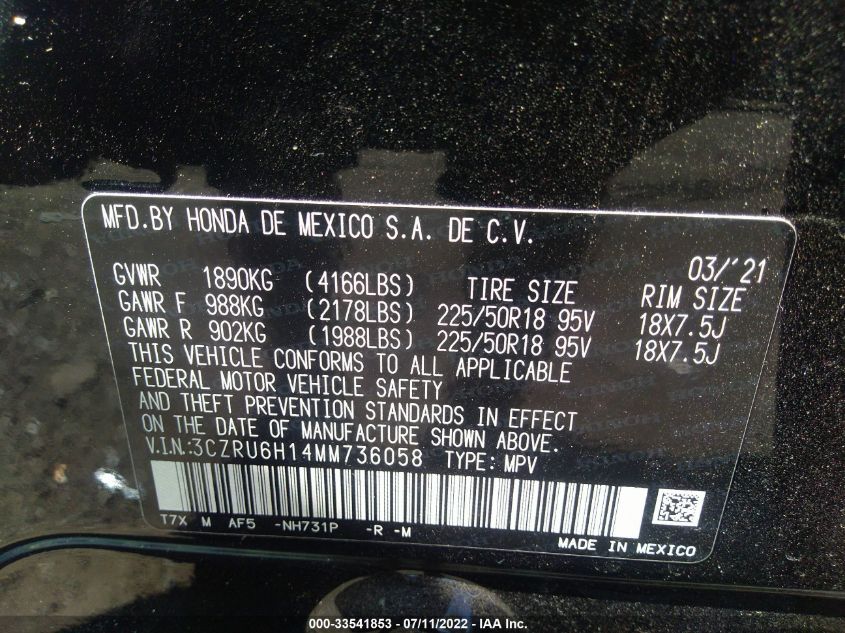 MFD.BY HONDA DE MEXICO S.A. DE C.V.
03/'21
GVWR 1890KG (4166LBS) TIRE SIZE RIM SIZE
GAWR F 988KG (2178LBS) 225/50R18 95V 18X7.5J
GAWR R 902KG (1988LBS) 225/50R18 95V 18X7.5J
THIS VEHICLE CONFORMS TO ALL APPLICABLE
FEDERAL MOTOR VEHICLE SAFETY
AND THEFT PREVENTION STANDARDS IN EFFECT
ON THE DATE OF MANUFACTURE SHOWN ABOVE.
V.I.N.:3CZRU6H14MM736058 TYPE: MPV
T7X M AF5 -NH731P -R -M
MADE IN MEXICO
000-33541853 - 07/11/2022 - IAA Inc.